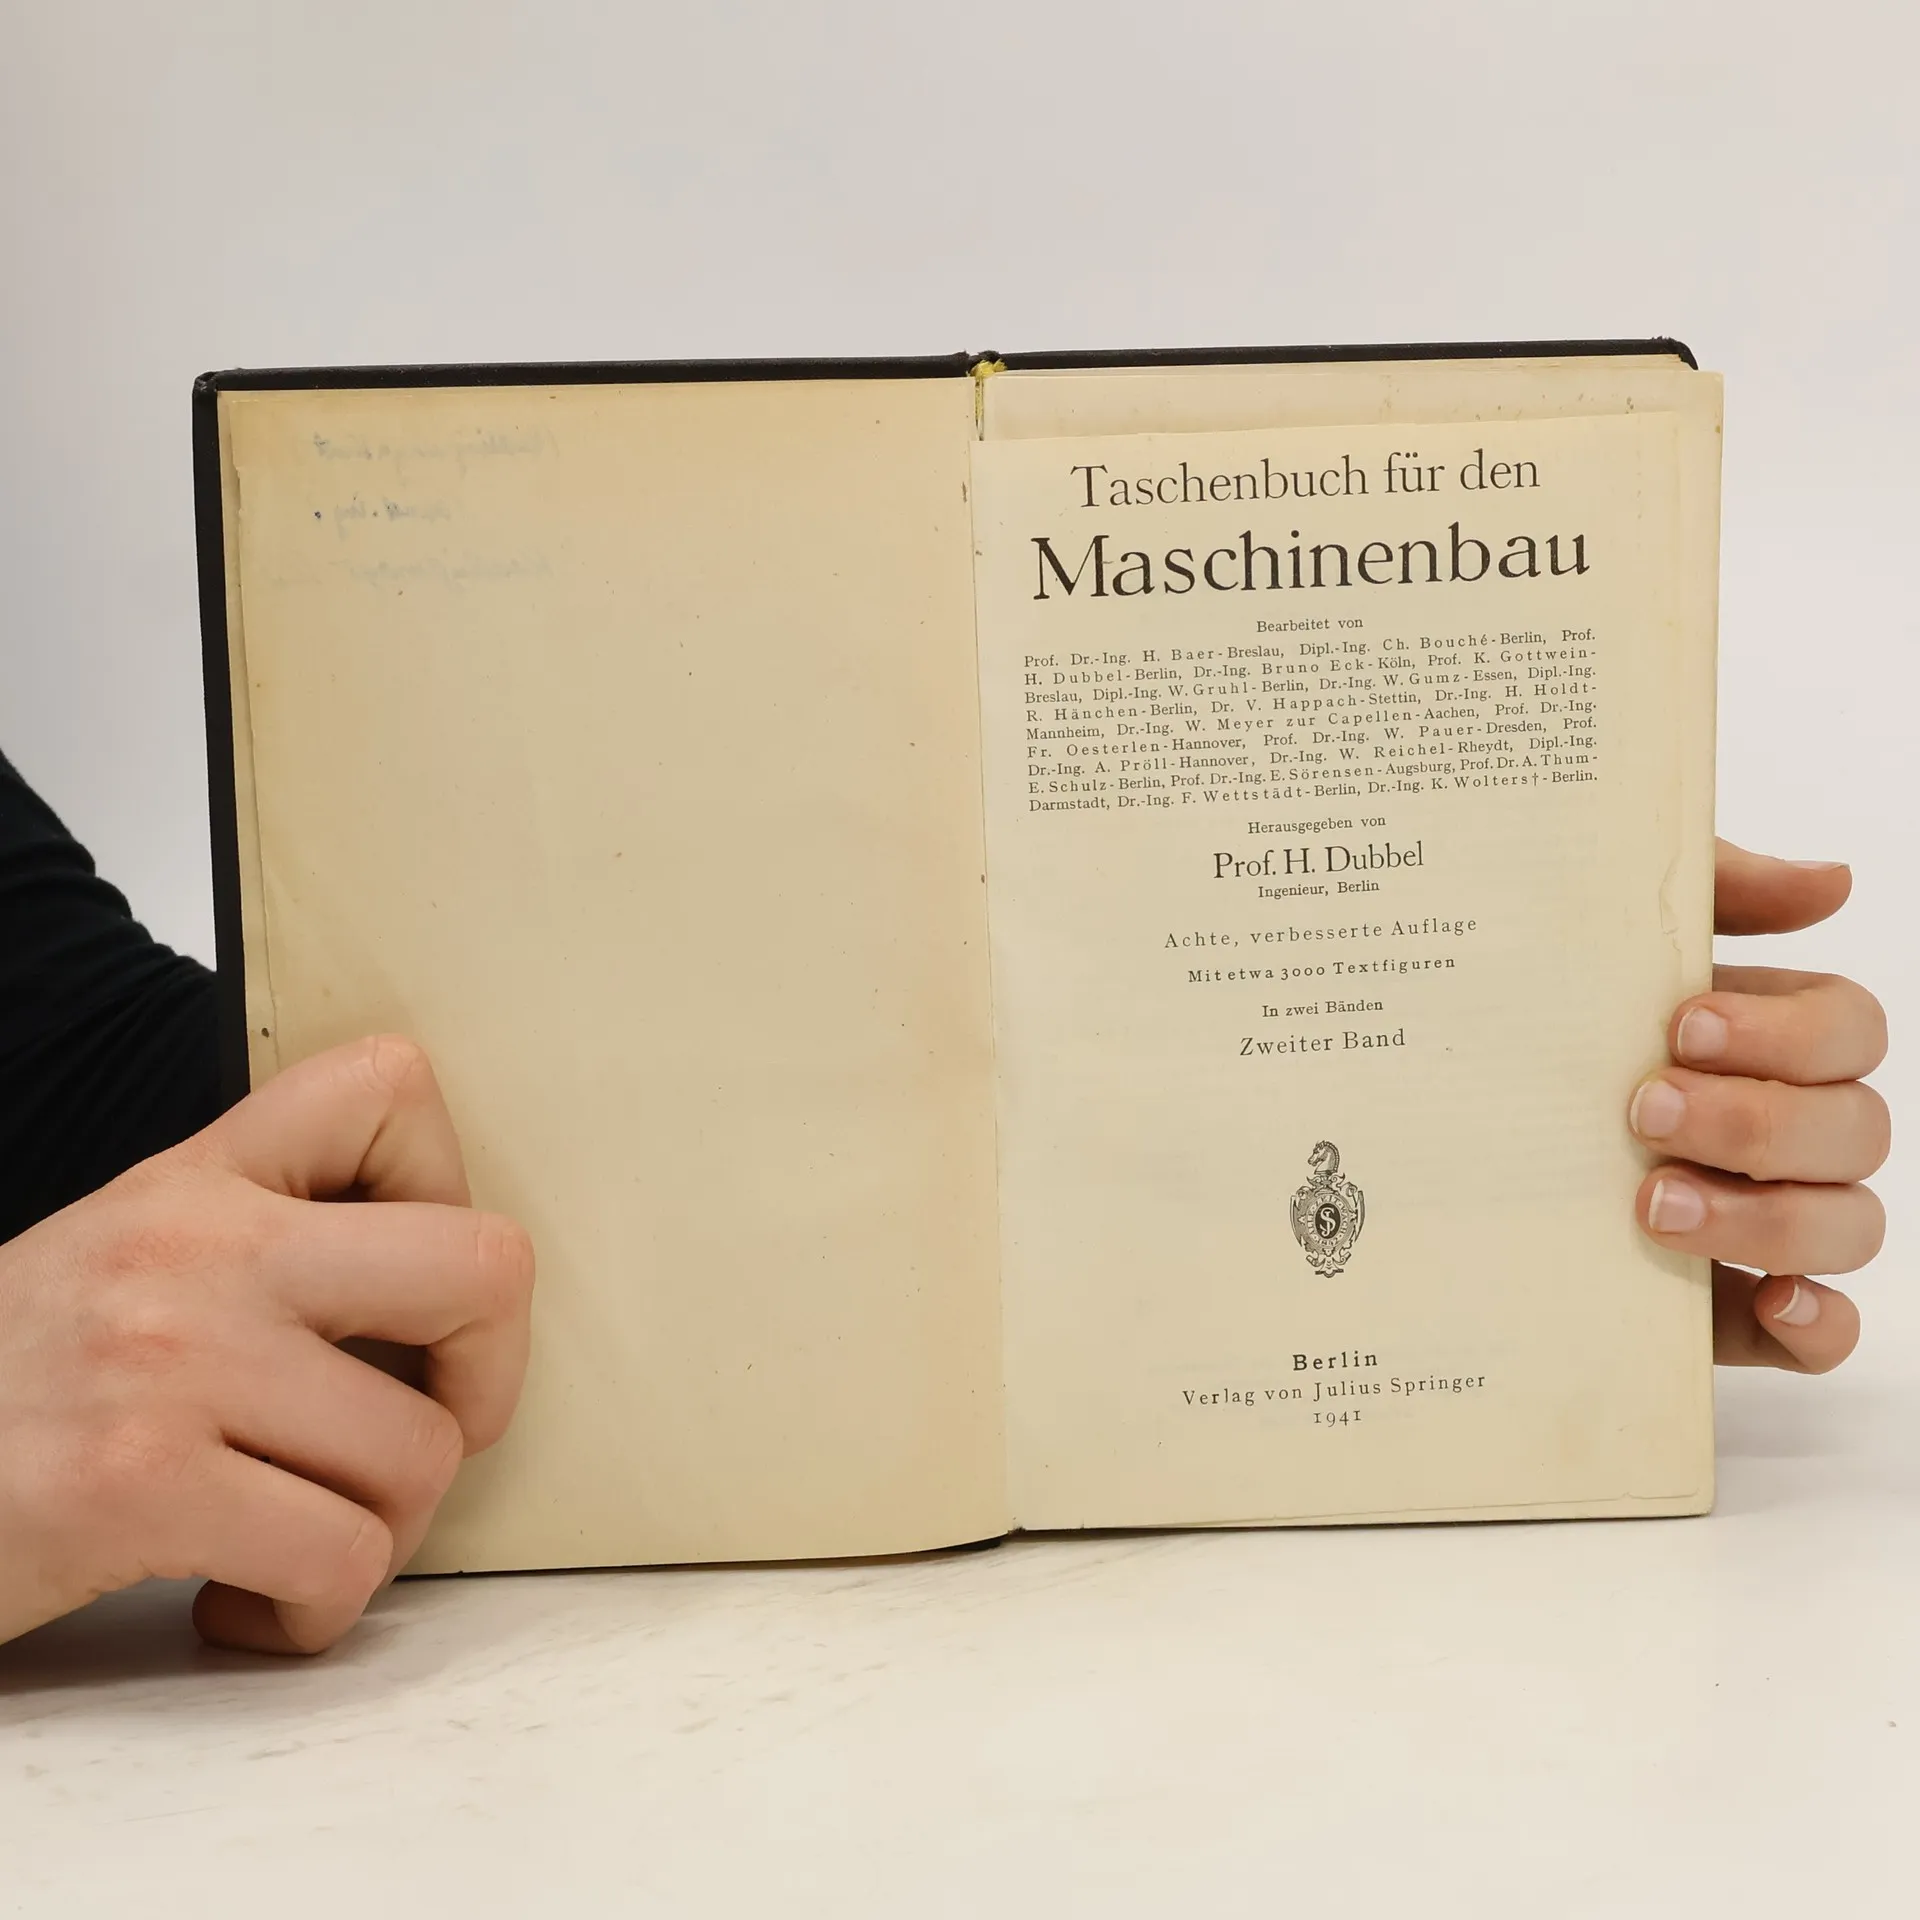 Taschenbuch für den
Maschinenbau
Bearbeitet von
Prof. Dr.-Ing. H. Baer-Breslau, Dipl.-Ing. Ch. Bouché-Berlin, Prof.
H. Dubbel-Berlin, Dr.-Ing. Bruno Eck-Köln, Prof. K. Gottwein-
Breslau, Dipl.-Ing. W. Gruhl-Berlin, Dr.-Ing. W. Gumz-Essen, Dipl.-Ing.
R. Hänchen-Berlin, Dr. V. Happach-Stettin, Dr.-Ing. H. Holdt-
Mannheim, Dr.-Ing. W. Meyer zur Capellen-Aachen, Prof. Dr.-Ing.
Fr. Oesterlen-Hannover, Prof. Dr.-Ing. W. Pauer-Dresden, Prof.
Dr.-Ing. A. Pröll-Hannover, Dr.-Ing. W. Reichel-Rheydt, Dipl.-Ing.
E. Schulz-Berlin, Prof. Dr.-Ing. E. Sörensen-Augsburg, Prof. Dr. A. Thum-
Darmstadt, Dr.-Ing. F. Wettstädt-Berlin, Dr.-Ing. K. Wolters†-Berlin.
Herausgegeben von
Prof. H. Dubbel
Ingenieur, Berlin
Achte, verbesserte Auflage
Mit etwa 3000 Textfiguren
In zwei Bänden
Zweiter Band
Berlin
Verlag von Julius Springer
1941